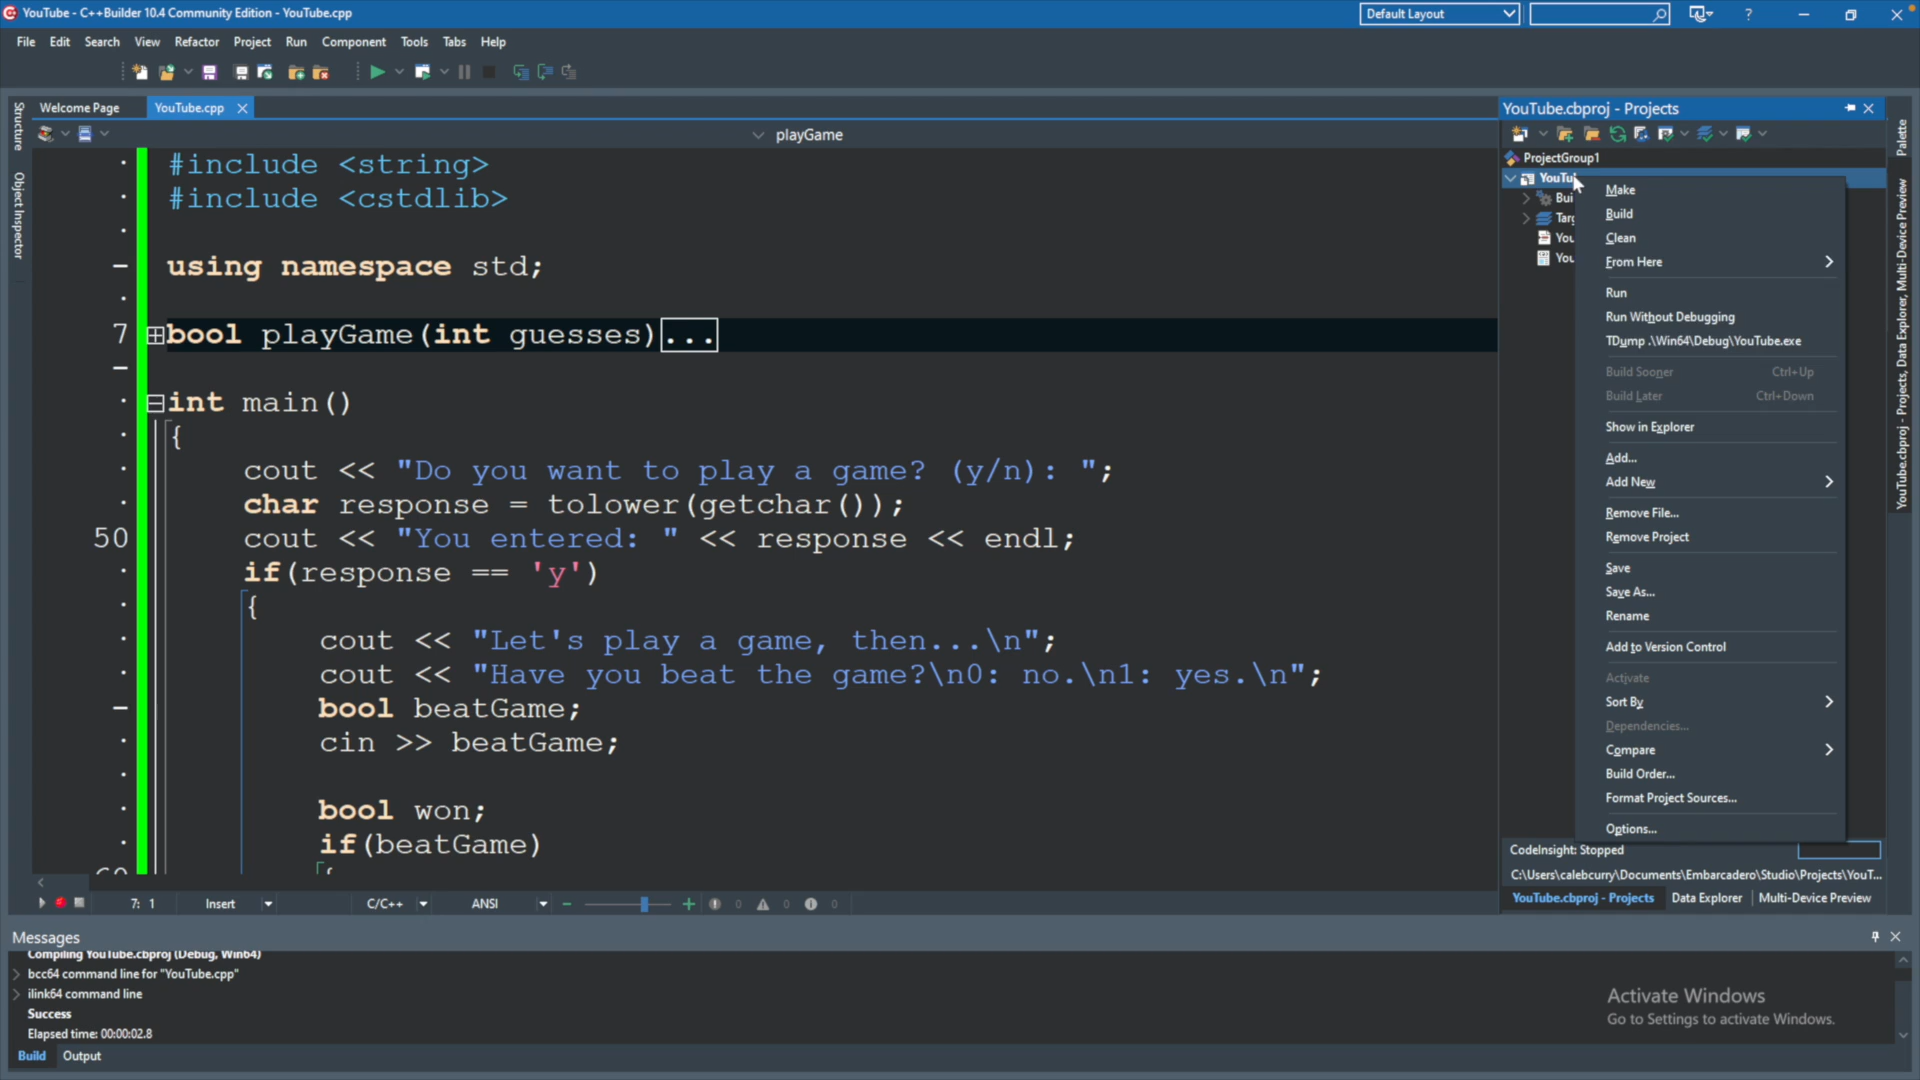 YouTube - C++Builder 10.4 Community Edition - YouTube.cpp
Default Layout
?
File Edit Search View Refactor Project Run Component Tools Tabs Help
Structure
Object Inspector
Welcome Page
YouTube.cpp
playGame
#include <string>
#include <cstdlib>
using namespace std;
7 bool playGame(int guesses)...
int main()
{
cout << "Do you want to play a game? (y/n): ";
char response = tolower(getchar());
50 cout << "You entered: " << response << endl;
if(response == 'y')
{
cout << "Let's play a game, then...\n";
cout << "Have you beat the game?\n0: no.\n1: yes.\n";
bool beatGame;
cin >> beatGame;
bool won;
if(beatGame)
{
7: 1 Insert C/C++ ANSI 0 0 0
YouTube.cbproj - Projects
ProjectGroup1
YouTu
Bui
Targ
You
You
Make
Build
Clean
From Here
Run
Run Without Debugging
TDump .\Win64\Debug\YouTube.exe
Build Sooner Ctrl+Up
Build Later Ctrl+Down
Show in Explorer
Add...
Add New
Remove File...
Remove Project
Save
Save As...
Rename
Add to Version Control
Activate
Sort By
Dependencies...
Compare
Build Order...
Format Project Sources...
Options...
CodeInsight: Stopped
C:\Users\calebcurry\Documents\Embarcadero\Studio\Projects\YouT...
YouTube.cbproj - Projects Data Explorer Multi-Device Preview
Palette
YouTube.cbproj - Projects, Data Explorer, Multi-Device Preview
Messages
Compiling YouTube.cbproj (Debug, Win64)
bcc64 command line for "YouTube.cpp"
ilink64 command line
Success
Elapsed time: 00:00:02.8
Build Output
Activate Windows
Go to Settings to activate Windows.